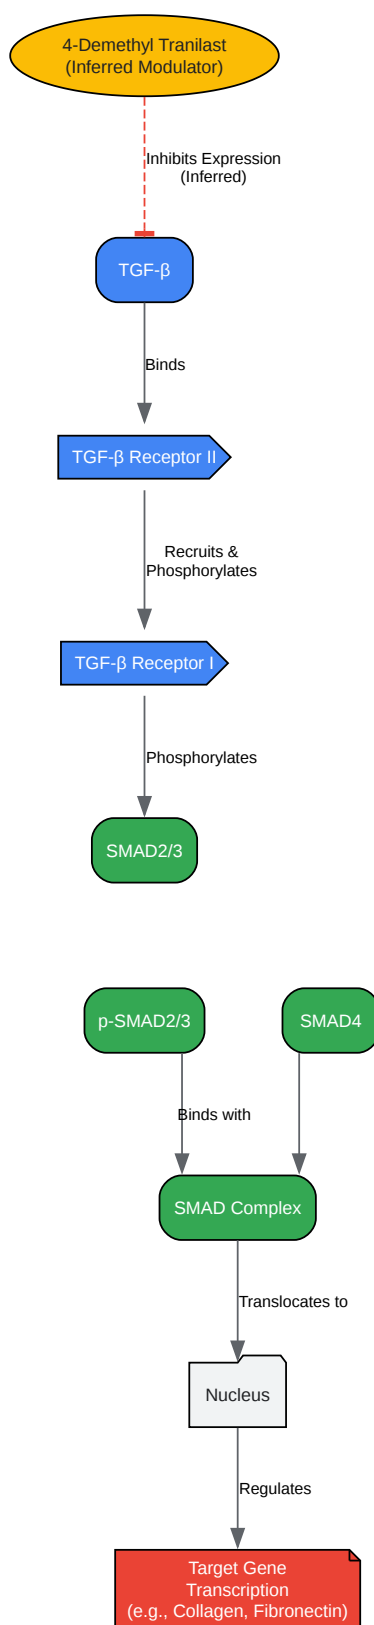 4-Demethyl Tranilast
(Inferred Modulator)
Inhibits Expression
(Inferred)
TGF-β
Binds
TGF-β Receptor II
Recruits &
Phosphorylates
TGF-β Receptor I
Phosphorylates
SMAD2/3
p-SMAD2/3
SMAD4
Binds with
SMAD Complex
Translocates to
Nucleus
Regulates
Target Gene
Transcription
(e.g., Collagen, Fibronectin)